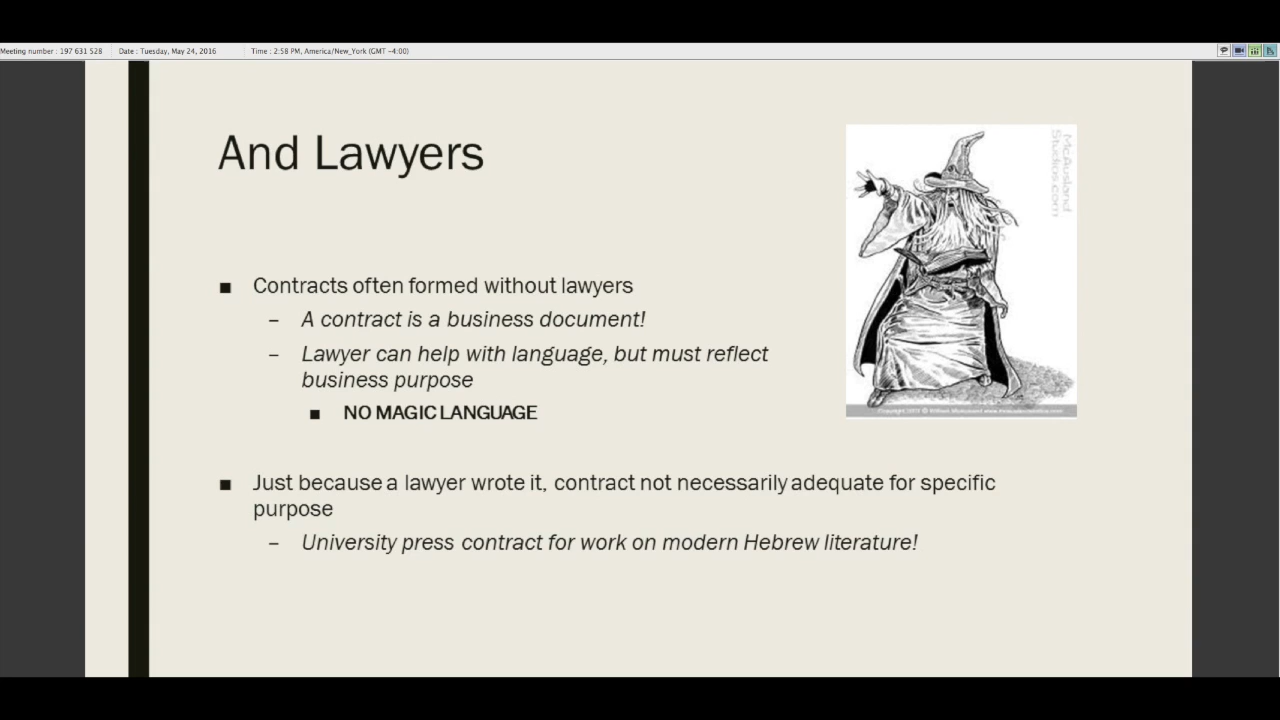 Meeting number : 197 631 528 Date : Tuesday, May 24, 2016 Time : 2:58 PM, America/New_York (GMT -4:00)
And Lawyers
McAusland
Studios.com
■ Contracts often formed without lawyers
– A contract is a business document!
– Lawyer can help with language, but must reflect
business purpose
■ NO MAGIC LANGUAGE
■ Just because a lawyer wrote it, contract not necessarily adequate for specific
purpose
– University press contract for work on modern Hebrew literature!